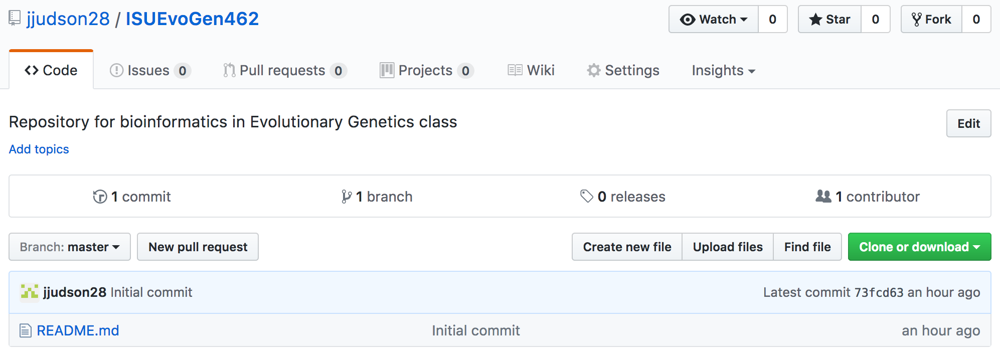 jjudson28 / ISUEvoGen462 Watch 0 Star 0 Fork 0
Code Issues 0 Pull requests 0 Projects 0 Wiki Settings Insights
Repository for bioinformatics in Evolutionary Genetics class Edit
Add topics
1 commit 1 branch 0 releases 1 contributor
Branch: master New pull request Create new file Upload files Find file Clone or download
jjudson28 Initial commit Latest commit 73fcd63 an hour ago
README.md Initial commit an hour ago